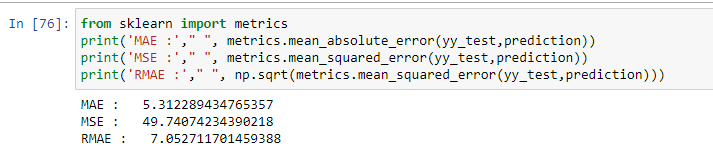 In [76]: from sklearn import metrics
print('MAE :'," ", metrics.mean_absolute_error(yy_test,prediction))
print('MSE :'," ", metrics.mean_squared_error(yy_test,prediction))
print('RMAE :'," ", np.sqrt(metrics.mean_squared_error(yy_test,prediction)))
MAE :   5.312289434765357
MSE :   49.74074234390218
RMAE :   7.052711701459388